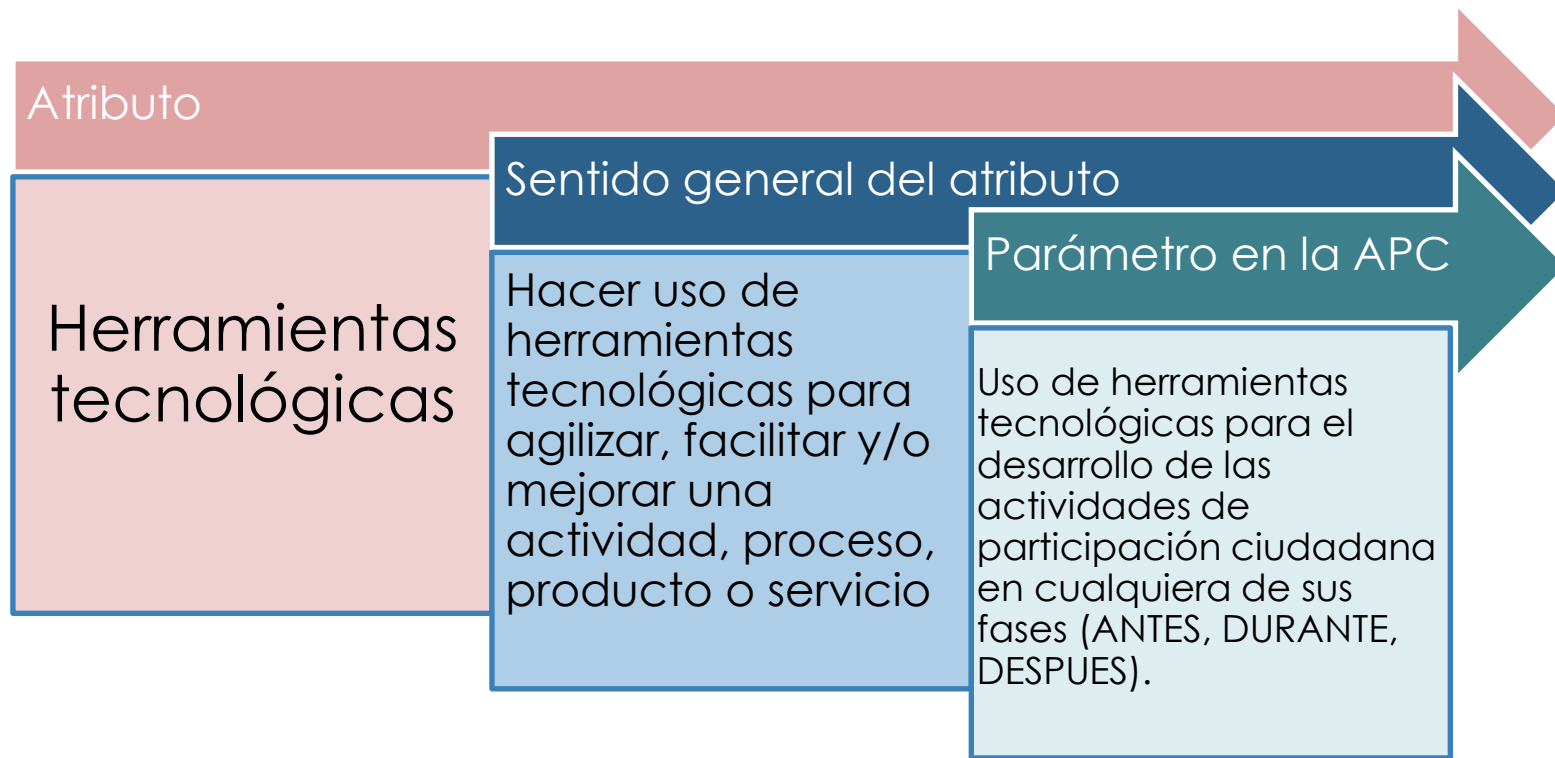 Atributo
Herramientas
tecnológicas
Sentido general del atributo
Hacer uso de
herramientas
tecnológicas para
agilizar, facilitar y/o
mejorar una
actividad, proceso,
producto o servicio
Parámetro en la APC
Uso de herramientas
tecnológicas para el
desarrollo de las
actividades de
participación ciudadana
en cualquiera de sus
fases (ANTES, DURANTE,
DESPUES).